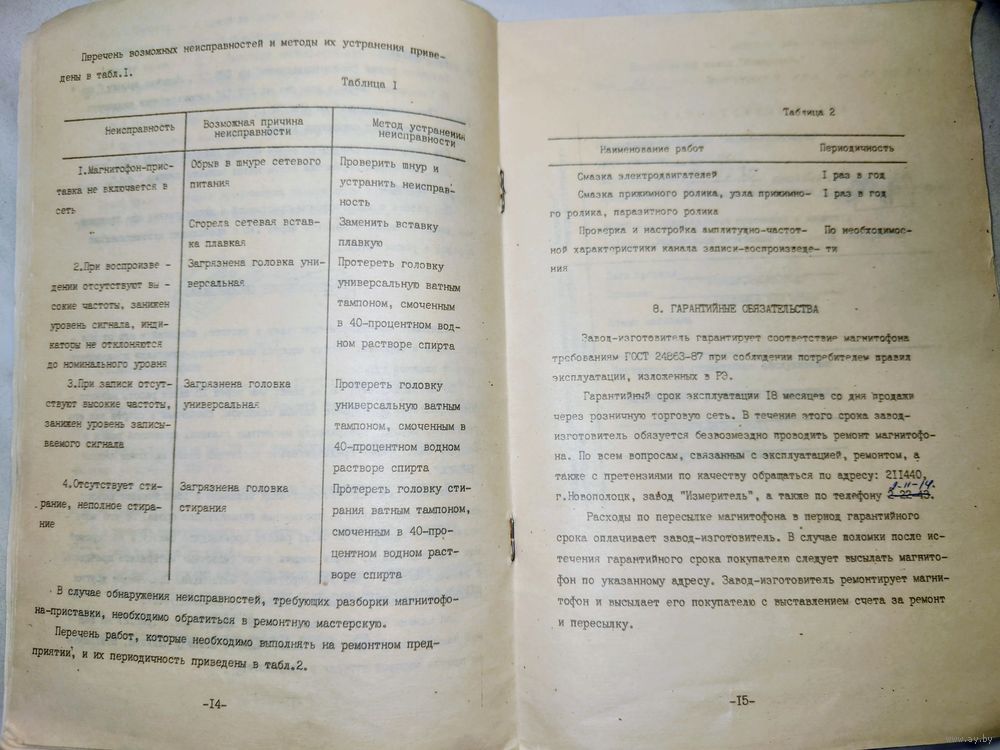 Перечень возможных неисправностей и методы их устранения приве-
дены в табл.I.
Таблица I
Неисправность
Возможная причина
неисправности
Метод устранения
неисправности
I.Магнитофон-прис-
тавка не включается в
сеть
Обрыв в шнуре сетевого
питания
Проверить шнур и
устранить неисправ-
ность
Сгорела сетевая встав-
ка плавкая
Заменить вставку
плавкую
2.При воспроизве-
дении отсутствуют вы-
сокие частоты, занижен
уровень сигнала, инди-
каторы не отклоняются
до номинального уровня
Загрязнена головка уни-
версальная
Протереть головку
универсальную ватным
тампоном, смоченным
в 40-процентном вод-
ном растворе спирта
3.При записи отсут-
ствуют высокие частоты,
занижен уровень записы-
ваемого сигнала
Загрязнена головка
универсальная
Протереть головку
универсальную ватным
тампоном, смоченным в
40-процентном водном
растворе спирта
4.Отсутствует сти-
рание, неполное стира-
ние
Загрязнена головка
стирания
Протереть головку сти-
рания ватным тампоном,
смоченным в 40-про-
центном водном раст-
воре спирта
В случае обнаружения неисправностей, требующих разборки магнитофо-
на-приставки, необходимо обратиться в ремонтную мастерскую.
Перечень работ, которые необходимо выполнять на ремонтном пред-
приятии, и их периодичность приведены в табл.2.
-I4-
Таблица 2
Наименование работ
Периодичность
Смазка электродвигателей
I раз в год
Смазка прижимного ролика, узла прижимно-
го ролика, паразитного ролика
I раз в год
Проверка и настройка амплитудно-частот-
ной характеристики канала записи-воспроизведе-
ния
По необходимос-
ти
8. ГАРАНТИЙНЫЕ ОБЯЗАТЕЛЬСТВА
Завод-изготовитель гарантирует соответствие магнитофона
требованиям ГОСТ 24863-87 при соблюдении потребителем правил
эксплуатации, изложенных в РЭ.
Гарантийный срок эксплуатации I8 месяцев со дня продажи
через розничную торговую сеть. В течение этого срока завод-
изготовитель обязуется безвозмездно проводить ремонт магнитофо-
на. По всем вопросам, связанным с эксплуатацией, ремонтом, а
также с претензиями по качеству обращаться по адресу: 2II440,
г.Новополоцк, завод "Измеритель", а также по телефону 2-22-43.
Расходы по пересылке магнитофона в период гарантийного
срока оплачивает завод-изготовитель. В случае поломки после ис-
течения гарантийного срока покупателю следует высылать магнито-
фон по указанному адресу. Завод-изготовитель ремонтирует магни-
тофон и высылает его покупателю с выставлением счета за ремонт
и пересылку.
-I5-
www.ay.by